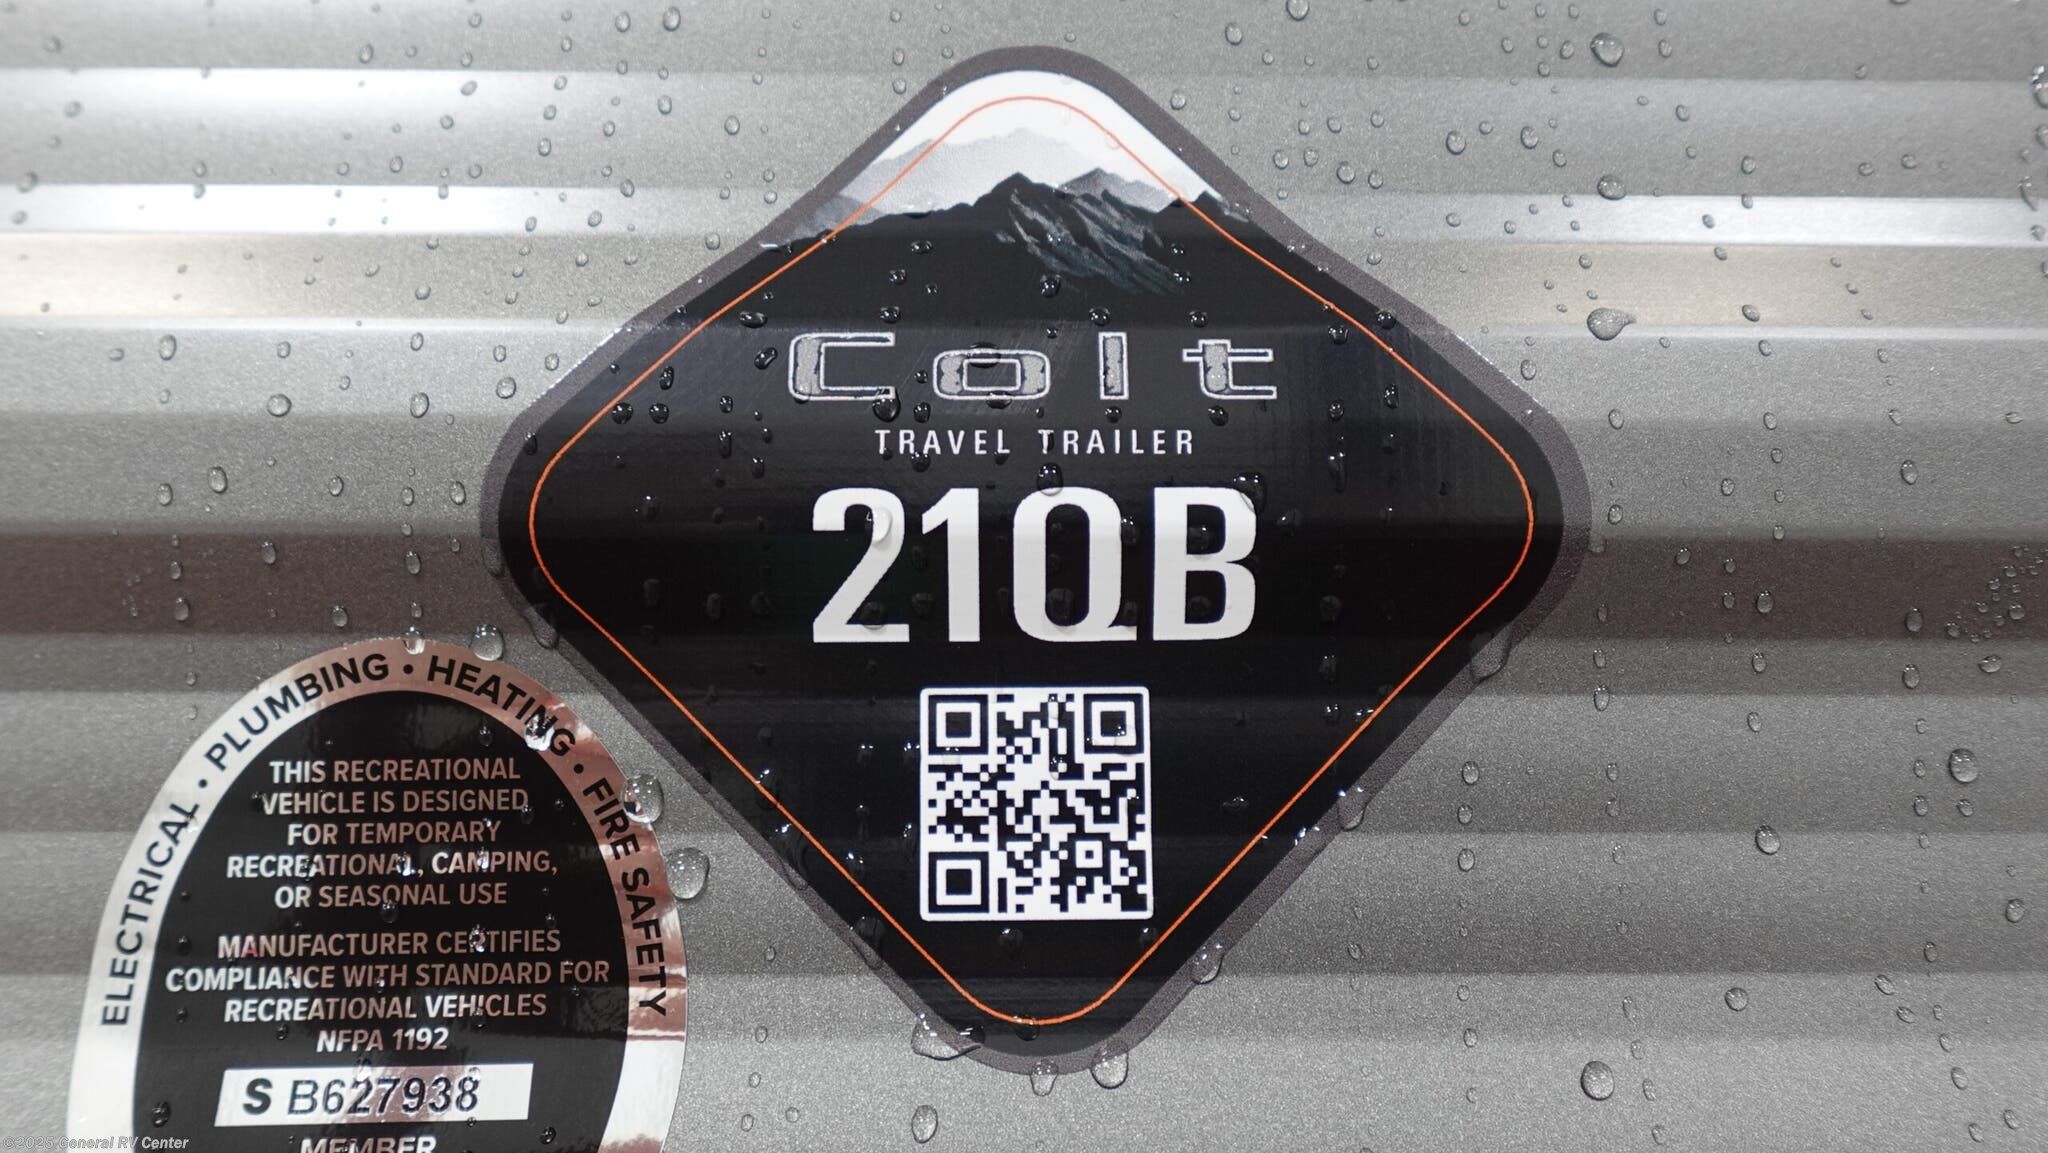 Colt
TRAVEL TRAILER
21QB
ELECTRICAL • PLUMBING • HEATING • FIRE SAFETY
THIS RECREATIONAL
VEHICLE IS DESIGNED
FOR TEMPORARY
RECREATIONAL, CAMPING,
OR SEASONAL USE
MANUFACTURER CERTIFIES
COMPLIANCE WITH STANDARD FOR
RECREATIONAL VEHICLES
NFPA 1192
S B627938
MEMBER
©2025 General RV Center